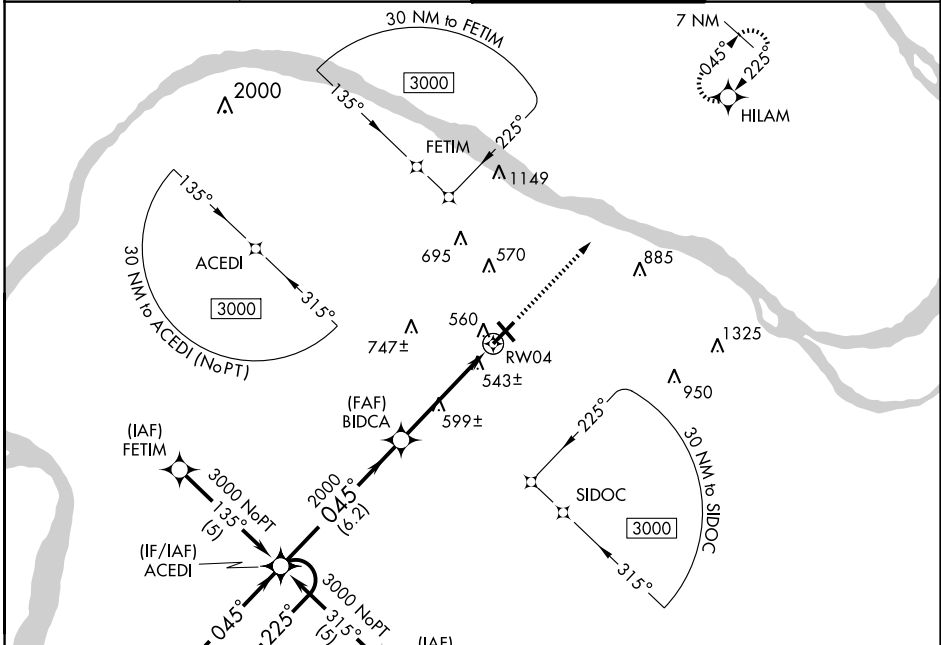 30 NM to FETIM
7 NM
045°
225°
HILAM
3000
2000
135°
225°
FETIM
1149
135°
ACEDI
315°
3000
30 NM to ACEDI (NoPT)
695
570
885
747±
560
RW04
543±
1325
950
(FAF)
BIDCA
599±
225°
30 NM to SIDOC
SIDOC
3000
315°
(IAF)
FETIM
3000 NoPT
135°
(5)
2000
045°
(6.2)
(IF/IAF)
ACEDI
3000 NoPT
315°
(5)
045°
225°
(IAF)